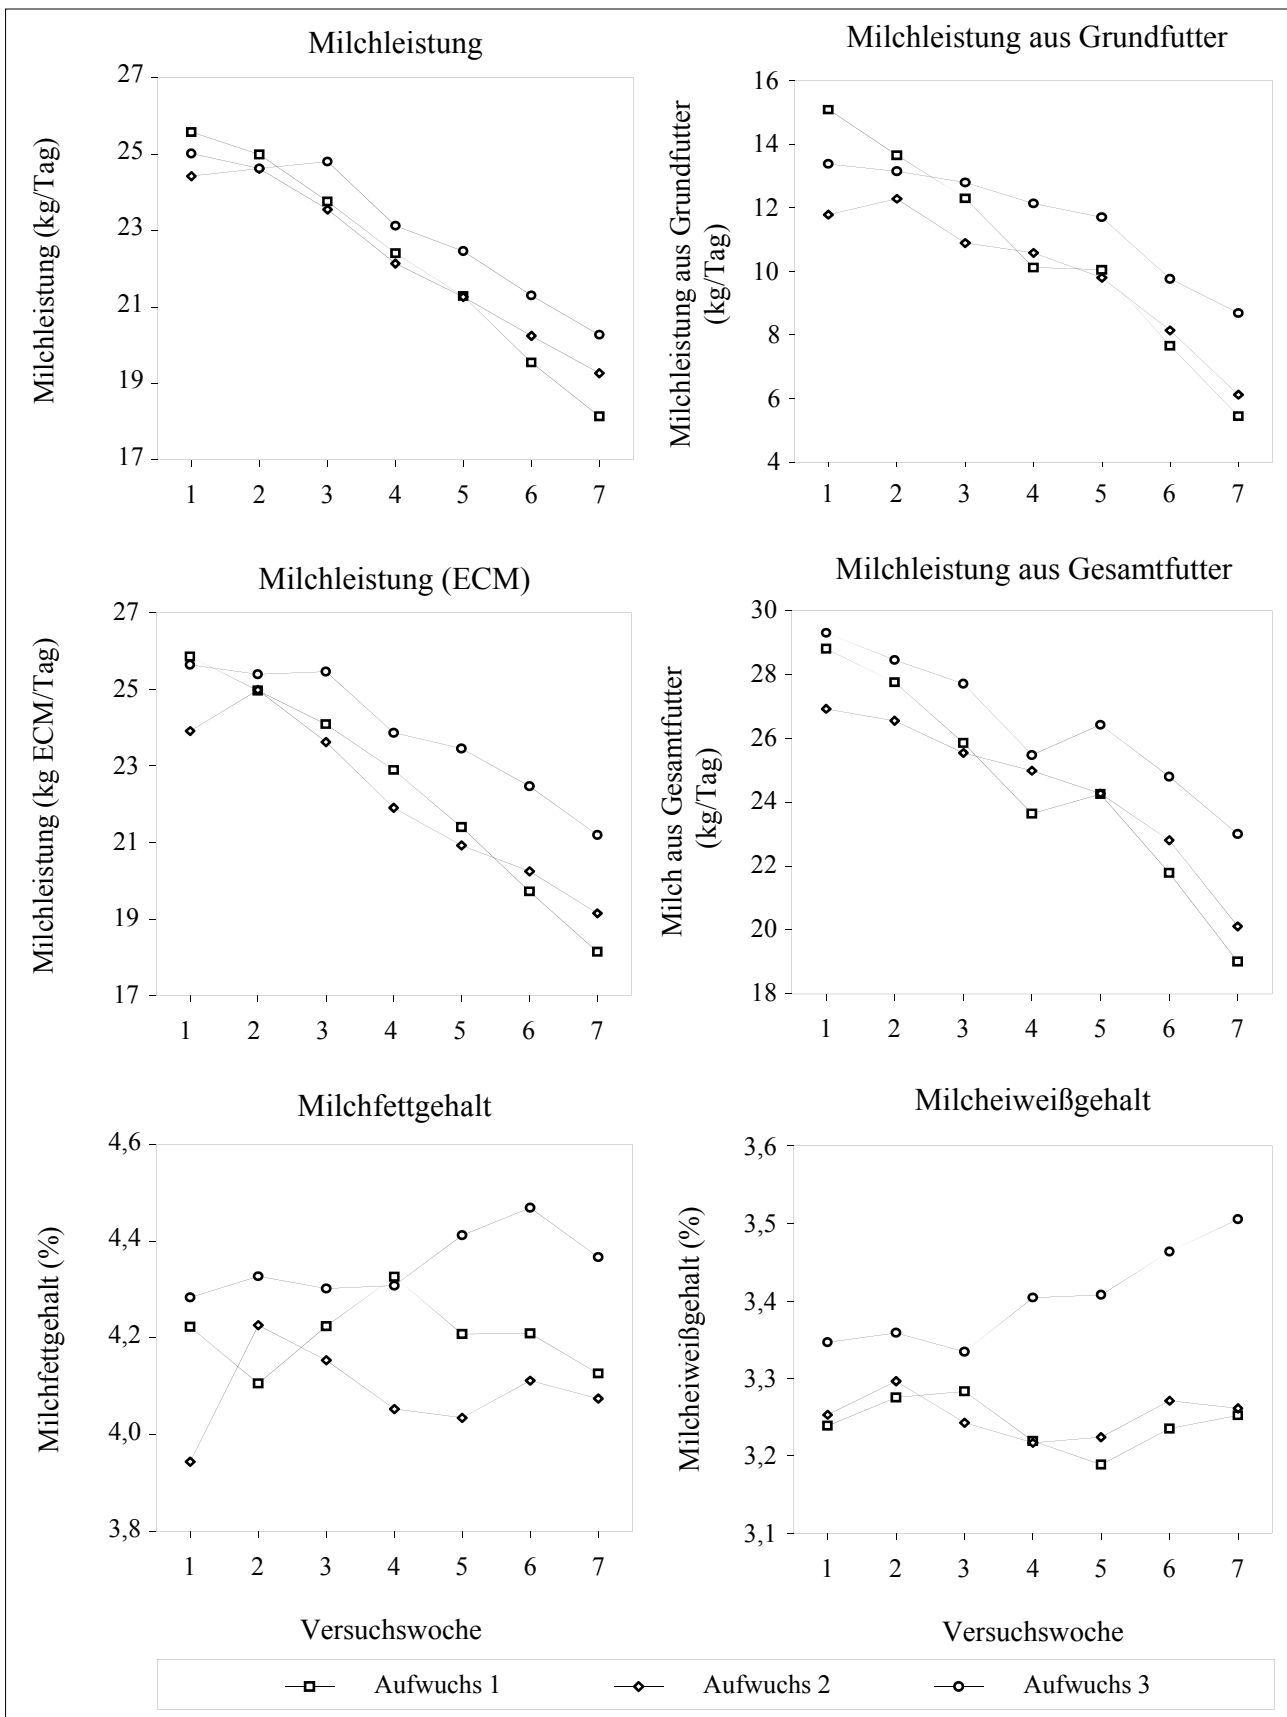 Milchleistung
Milchleistung (kg/Tag)
27
25
23
21
19
17
1 2 3 4 5 6 7
Milchleistung aus Grundfutter
Milchleistung aus Grundfutter
(kg/Tag)
16
14
12
10
8
6
4
1 2 3 4 5 6 7
Milchleistung (ECM)
Milchleistung (kg ECM/Tag)
27
25
23
21
19
17
1 2 3 4 5 6 7
Milchleistung aus Gesamtfutter
Milch aus Gesamtfutter
(kg/Tag)
30
28
26
24
22
20
18
1 2 3 4 5 6 7
Milchfettgehalt
Milchfettgehalt (%)
4,6
4,4
4,2
4,0
3,8
1 2 3 4 5 6 7
Versuchswoche
Milcheiweißgehalt
Milcheiweißgehalt (%)
3,6
3,5
3,4
3,3
3,2
3,1
1 2 3 4 5 6 7
Versuchswoche
Aufwuchs 1 Aufwuchs 2 Aufwuchs 3